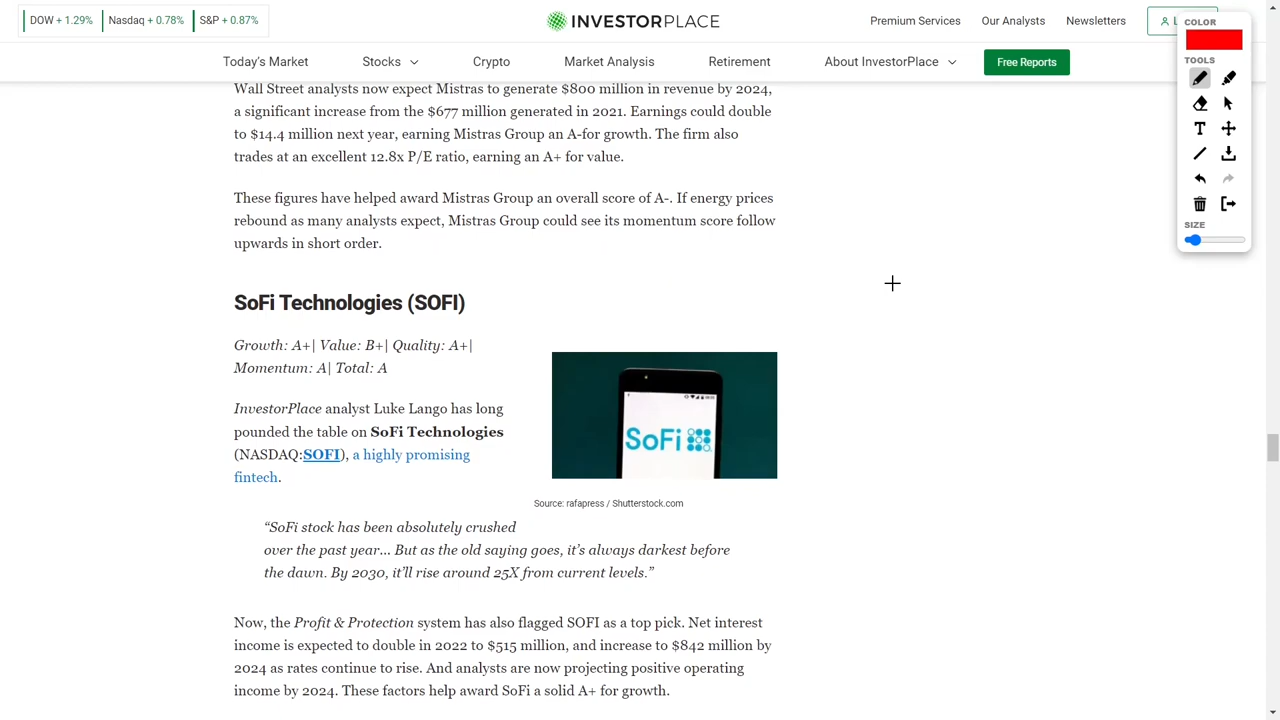 DOW + 1.29% Nasdaq + 0.78% S&P + 0.87%
INVESTORPLACE
Premium Services Our Analysts Newsletters
COLOR
TOOLS
T
SIZE
Today's Market Stocks Crypto Market Analysis Retirement About InvestorPlace Free Reports
Wall Street analysts now expect Mistras to generate $800 million in revenue by 2024,
a significant increase from the $677 million generated in 2021. Earnings could double
to $14.4 million next year, earning Mistras Group an A-for growth. The firm also
trades at an excellent 12.8x P/E ratio, earning an A+ for value.
These figures have helped award Mistras Group an overall score of A-. If energy prices
rebound as many analysts expect, Mistras Group could see its momentum score follow
upwards in short order.
SoFi Technologies (SOFI)
Growth: A+| Value: B+| Quality: A+|
Momentum: A| Total: A
InvestorPlace analyst Luke Lango has long
pounded the table on SoFi Technologies
(NASDAQ:SOFI), a highly promising
fintech.
SoFi
Source: rafapress / Shutterstock.com
“SoFi stock has been absolutely crushed
over the past year… But as the old saying goes, it’s always darkest before
the dawn. By 2030, it’ll rise around 25X from current levels.”
Now, the Profit & Protection system has also flagged SOFI as a top pick. Net interest
income is expected to double in 2022 to $515 million, and increase to $842 million by
2024 as rates continue to rise. And analysts are now projecting positive operating
income by 2024. These factors help award SoFi a solid A+ for growth.